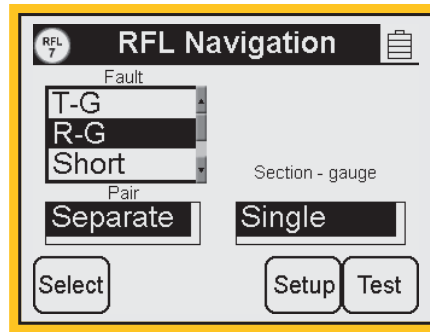 RFL
7
RFL Navigation
Fault
T-G
R-G
Short
Pair
Separate
Section - gauge
Single
Select
Setup
Test